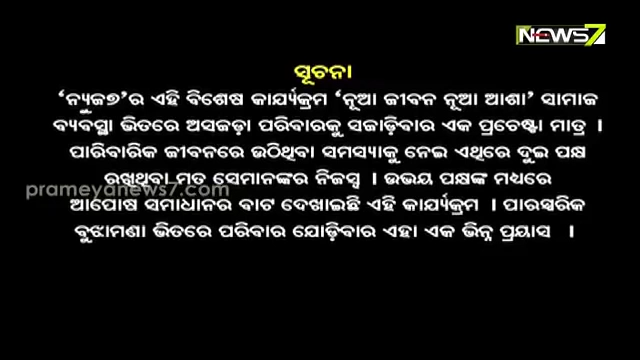 NEWS7
ସୂଚନା
‘ନ୍ୟୁଜ୭’ର ଏହି ବିଶେଷ କାର୍ଯ୍ୟକ୍ରମ ‘ନୂଆ ଜୀବନ ନୂଆ ଆଶା’ ସାମାଜ
ବ୍ୟବସ୍ଥା ଭିତରେ ଅସଜଡ଼ା ପରିବାରକୁ ସଜାଡ଼ିବାର ଏକ ପ୍ରଚେଷ୍ଟା ମାତ୍ର ।
ପାରିବାରିକ ଜୀବନରେ ଉଠିଥିବା ସମସ୍ୟାକୁ ନେଇ ଏଥିରେ ଦୁଇ ପକ୍ଷ
ରଖୁଥିବା ମତ ସେମାନଙ୍କର ନିଜସ୍ୱ । ଉଭୟ ପକ୍ଷଙ୍କ ମଧ୍ୟରେ
prameyanews7.com
ଆପୋଷ ସମାଧାନର ବାଟ ଦେଖାଇଛି ଏହି କାର୍ଯ୍ୟକ୍ରମ । ପାରସ୍ପରିକ
ବୁଝାମଣା ଭିତରେ ପରିବାର ଯୋଡ଼ିବାର ଏହା ଏକ ଭିନ୍ନ ପ୍ରୟାସ ।